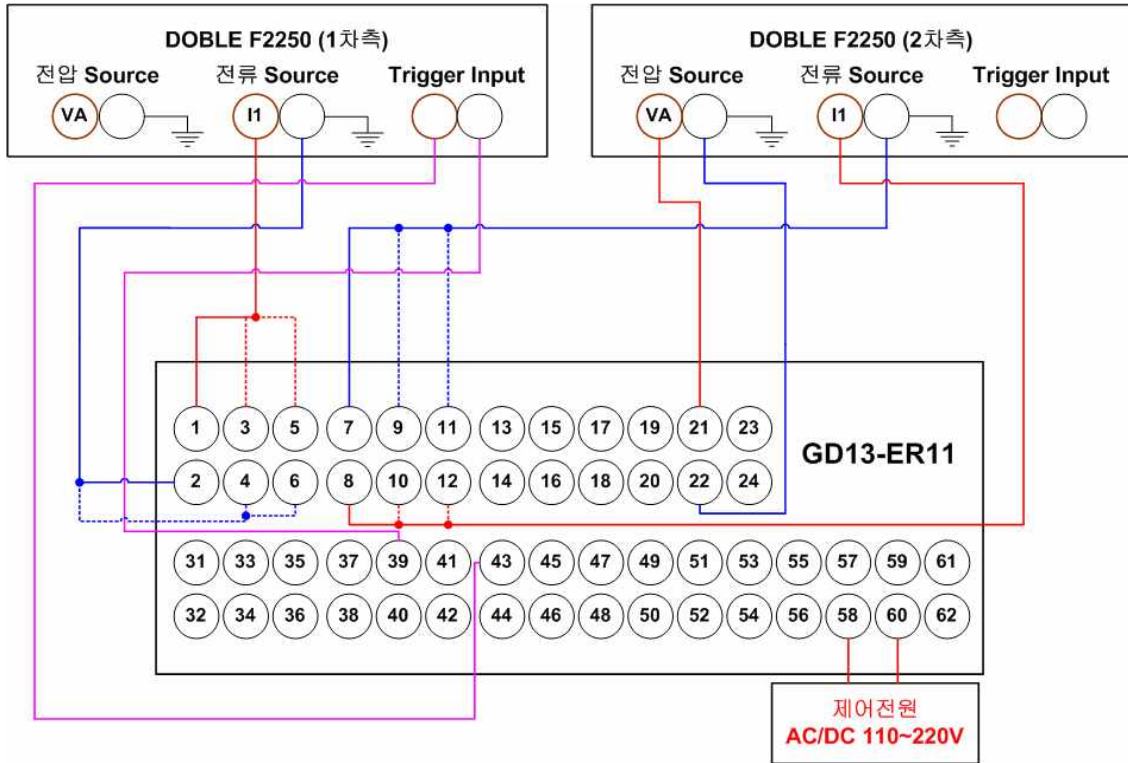 DOBLE F2250 (1차측)
전압 Source 전류 Source Trigger Input
VA I1
DOBLE F2250 (2차측)
전압 Source 전류 Source Trigger Input
VA I1
1 3 5 7 9 11 13 15 17 19 21 23
GD13-ER11
2 4 6 8 10 12 14 16 18 20 22 24
31 33 35 37 39 41 43 45 47 49 51 53 55 57 59 61
32 34 36 38 40 42 44 46 48 50 52 54 56 58 60 62
제어전원
AC/DC 110~220V